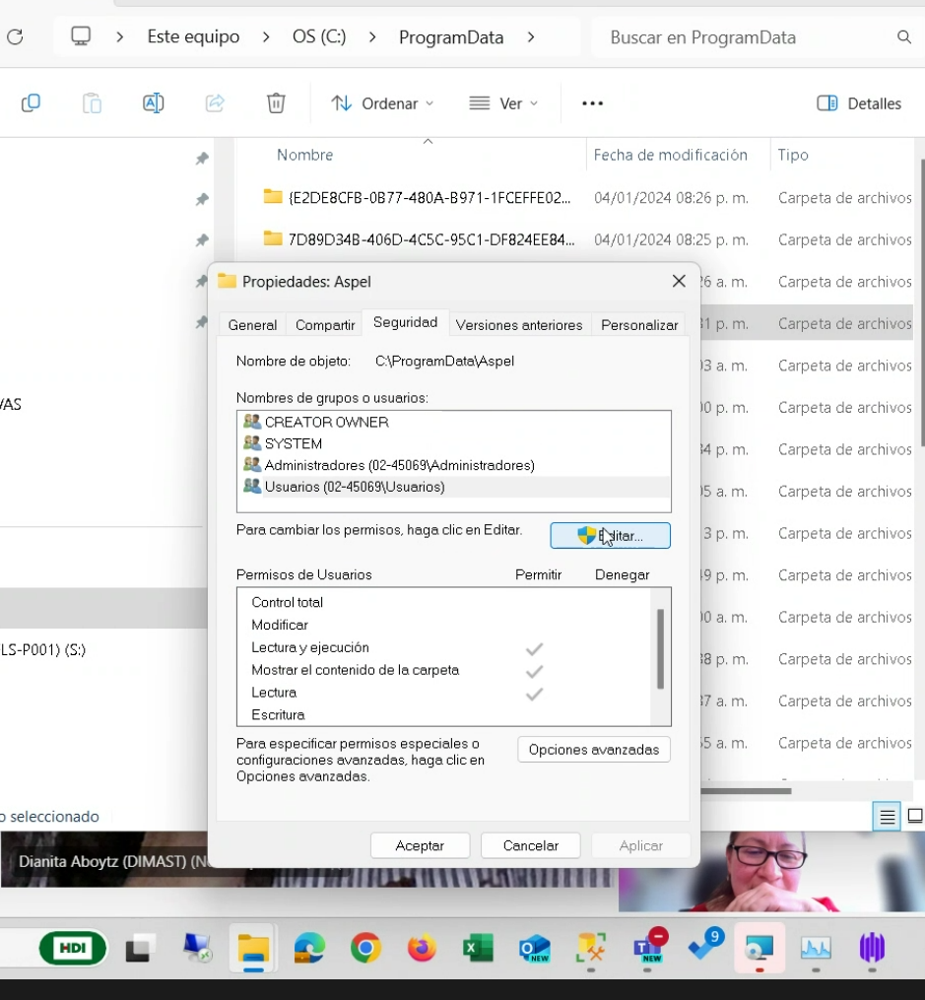 Este equipo > OS (C:) > ProgramData >
Buscar en ProgramData
Ordenar
Ver
Detalles
Nombre
Fecha de modificación
Tipo
{E2DE8CFB-0B77-480A-B971-1FCEFFE02...
04/01/2024 08:26 p. m.
Carpeta de archivos
7D89D34B-406D-4C5C-95C1-DF824EE84...
04/01/2024 08:25 p. m.
Carpeta de archivos
Propiedades: Aspel
6 a. m.
Carpeta de archivos
General
Compartir
Seguridad
Versiones anteriores
Personalizar
31 p. m.
Carpeta de archivos
Nombre de objeto:
C:\ProgramData\Aspel
03 a. m.
Carpeta de archivos
Nombres de grupos o usuarios:
/AS
CREATOR OWNER
00 p. m.
Carpeta de archivos
SYSTEM
34 p. m.
Carpeta de archivos
Administradores (02-45069\Administradores)
Usuarios (02-45069\Usuarios)
05 a. m.
Carpeta de archivos
Para cambiar los permisos, haga clic en Editar.
Editar...
3 p. m.
Carpeta de archivos
Permisos de Usuarios
Permitir
Denegar
49 p. m.
Carpeta de archivos
Control total
00 a. m.
Carpeta de archivos
Modificar
Lectura y ejecución
LS-P001) (S:)
38 p. m.
Carpeta de archivos
Mostrar el contenido de la carpeta
Lectura
37 a. m.
Carpeta de archivos
Escritura
Para especificar permisos especiales o
configuraciones avanzadas, haga clic en
Opciones avanzadas.
Opciones avanzadas
55 a. m.
Carpeta de archivos
o seleccionado
Aceptar
Cancelar
Aplicar
Dianita Aboytz (DIMAST) (N
HDI
NEW
NEW
9